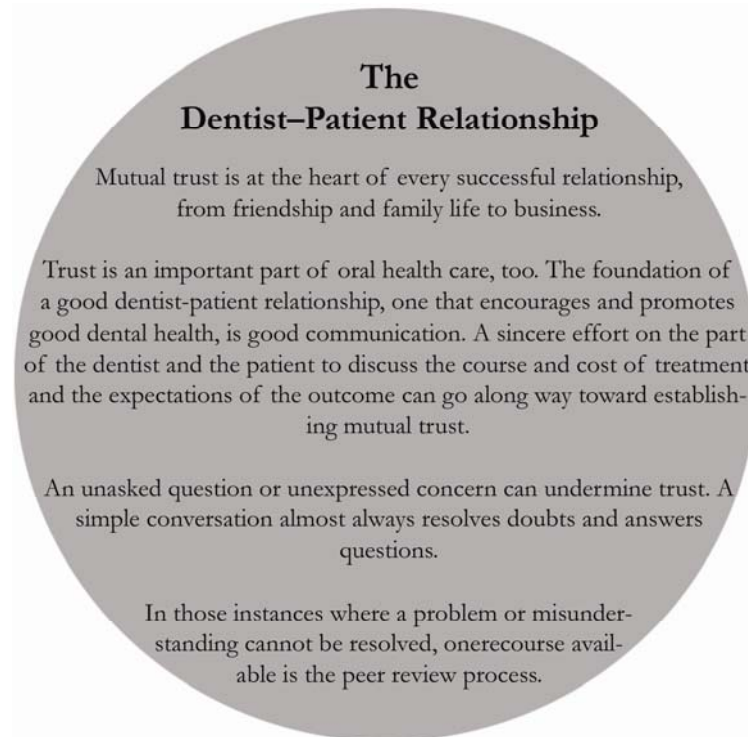 The
Dentist–Patient Relationship
Mutual trust is at the heart of every successful relationship,
from friendship and family life to business.
Trust is an important part of oral health care, too. The foundation of
a good dentist-patient relationship, one that encourages and promotes
good dental health, is good communication. A sincere effort on the part
of the dentist and the patient to discuss the course and cost of treatment
and the expectations of the outcome can go along way toward establish-
ing mutual trust.
An unasked question or unexpressed concern can undermine trust. A
simple conversation almost always resolves doubts and answers
questions.
In those instances where a problem or misunder-
standing cannot be resolved, onerecourse avail-
able is the peer review process.